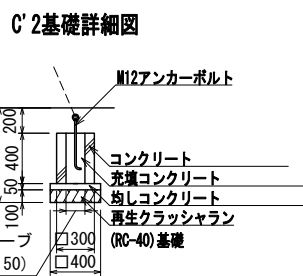 C'2基礎詳細図
M12アンカーボルト
200
400
50
100
コンクリート
充填コンクリート
均しコンクリート
再生クラッシャラン
(RC-40)基礎
ーブ
50)
□300
□400